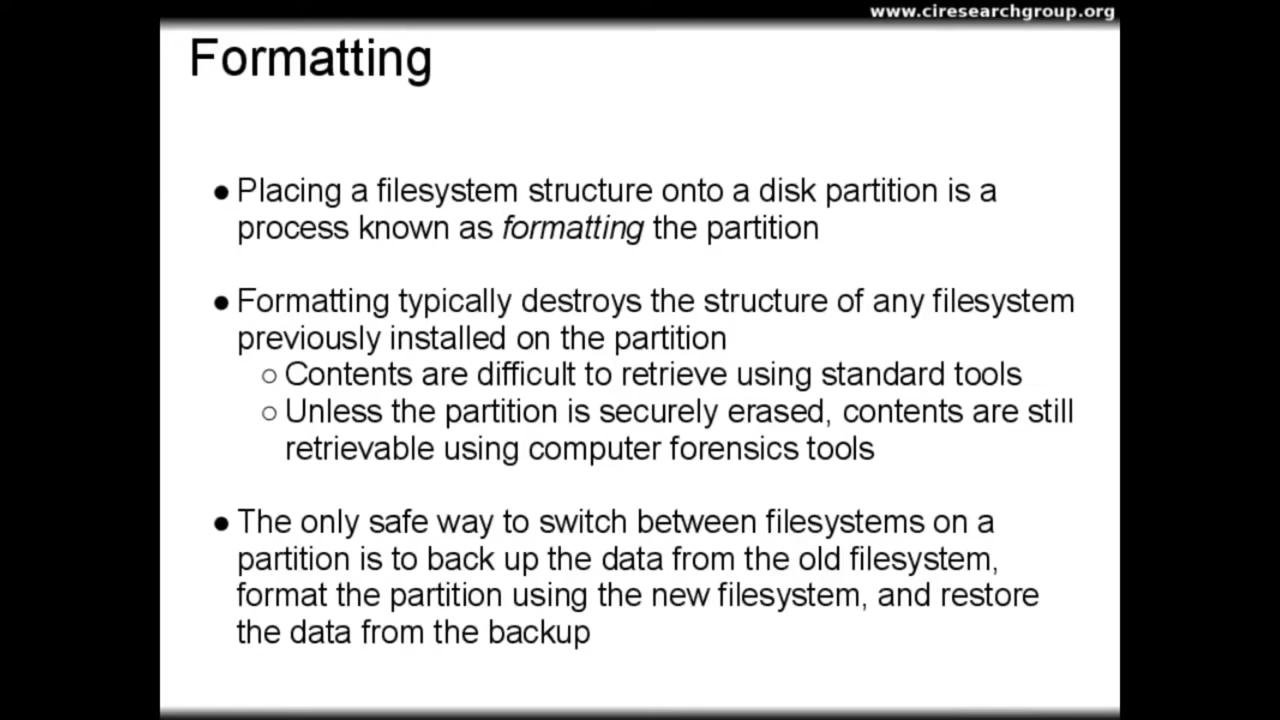 www.ciresearchgroup.org
Formatting
● Placing a filesystem structure onto a disk partition is a
process known as formatting the partition
● Formatting typically destroys the structure of any filesystem
previously installed on the partition
○ Contents are difficult to retrieve using standard tools
○ Unless the partition is securely erased, contents are still
retrievable using computer forensics tools
● The only safe way to switch between filesystems on a
partition is to back up the data from the old filesystem,
format the partition using the new filesystem, and restore
the data from the backup